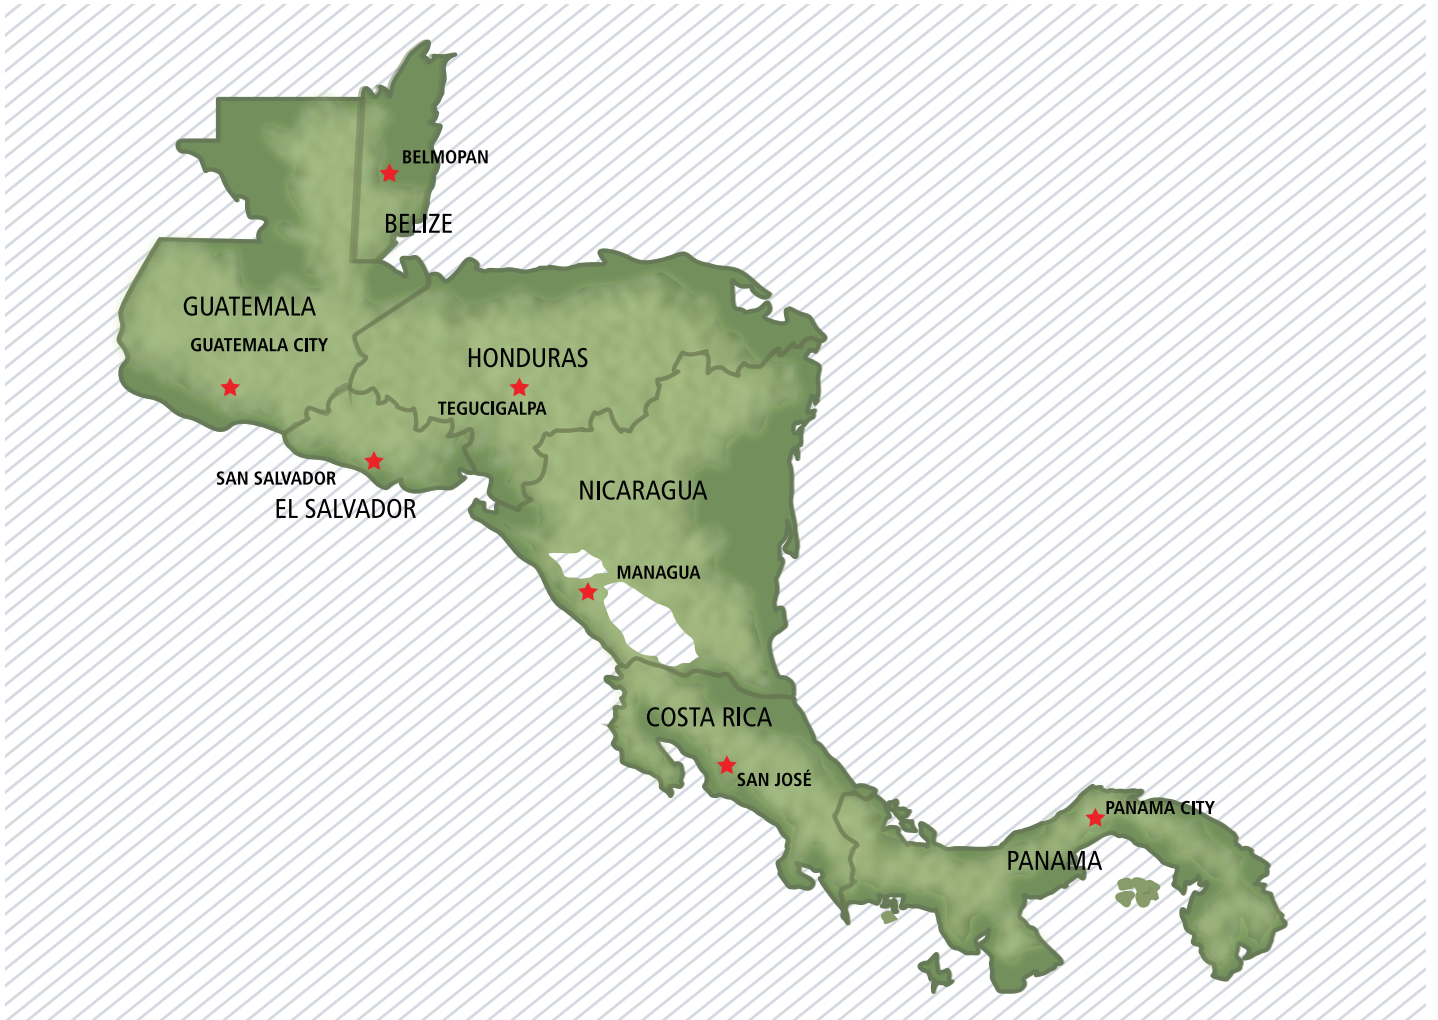 BELMOPAN
BELIZE
GUATEMALA
GUATEMALA CITY
HONDURAS
TEGUCIGALPA
SAN SALVADOR
EL SALVADOR
NICARAGUA
MANAGUA
COSTA RICA
SAN JOSÉ
PANAMA CITY
PANAMA